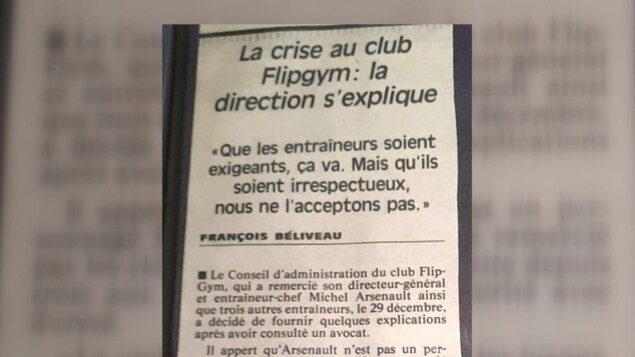 La crise au club
Flipgym: la
direction s'explique
«Que les entraîneurs soient
exigeants, ça va. Mais qu'ils
soient irrespectueux,
nous ne l'acceptons pas.»
FRANÇOIS BÉLIVEAU
■ Le Conseil d'administration du club Flip-
Gym, qui a remercié son directeur-général
et entraîneur-chef Michel Arsenault ainsi
que trois autres entraîneurs, le 29 décembre,
a décidé de fournir quelques explications
après avoir consulté un avocat.
Il appert qu'Arsenault n'est pas un per-